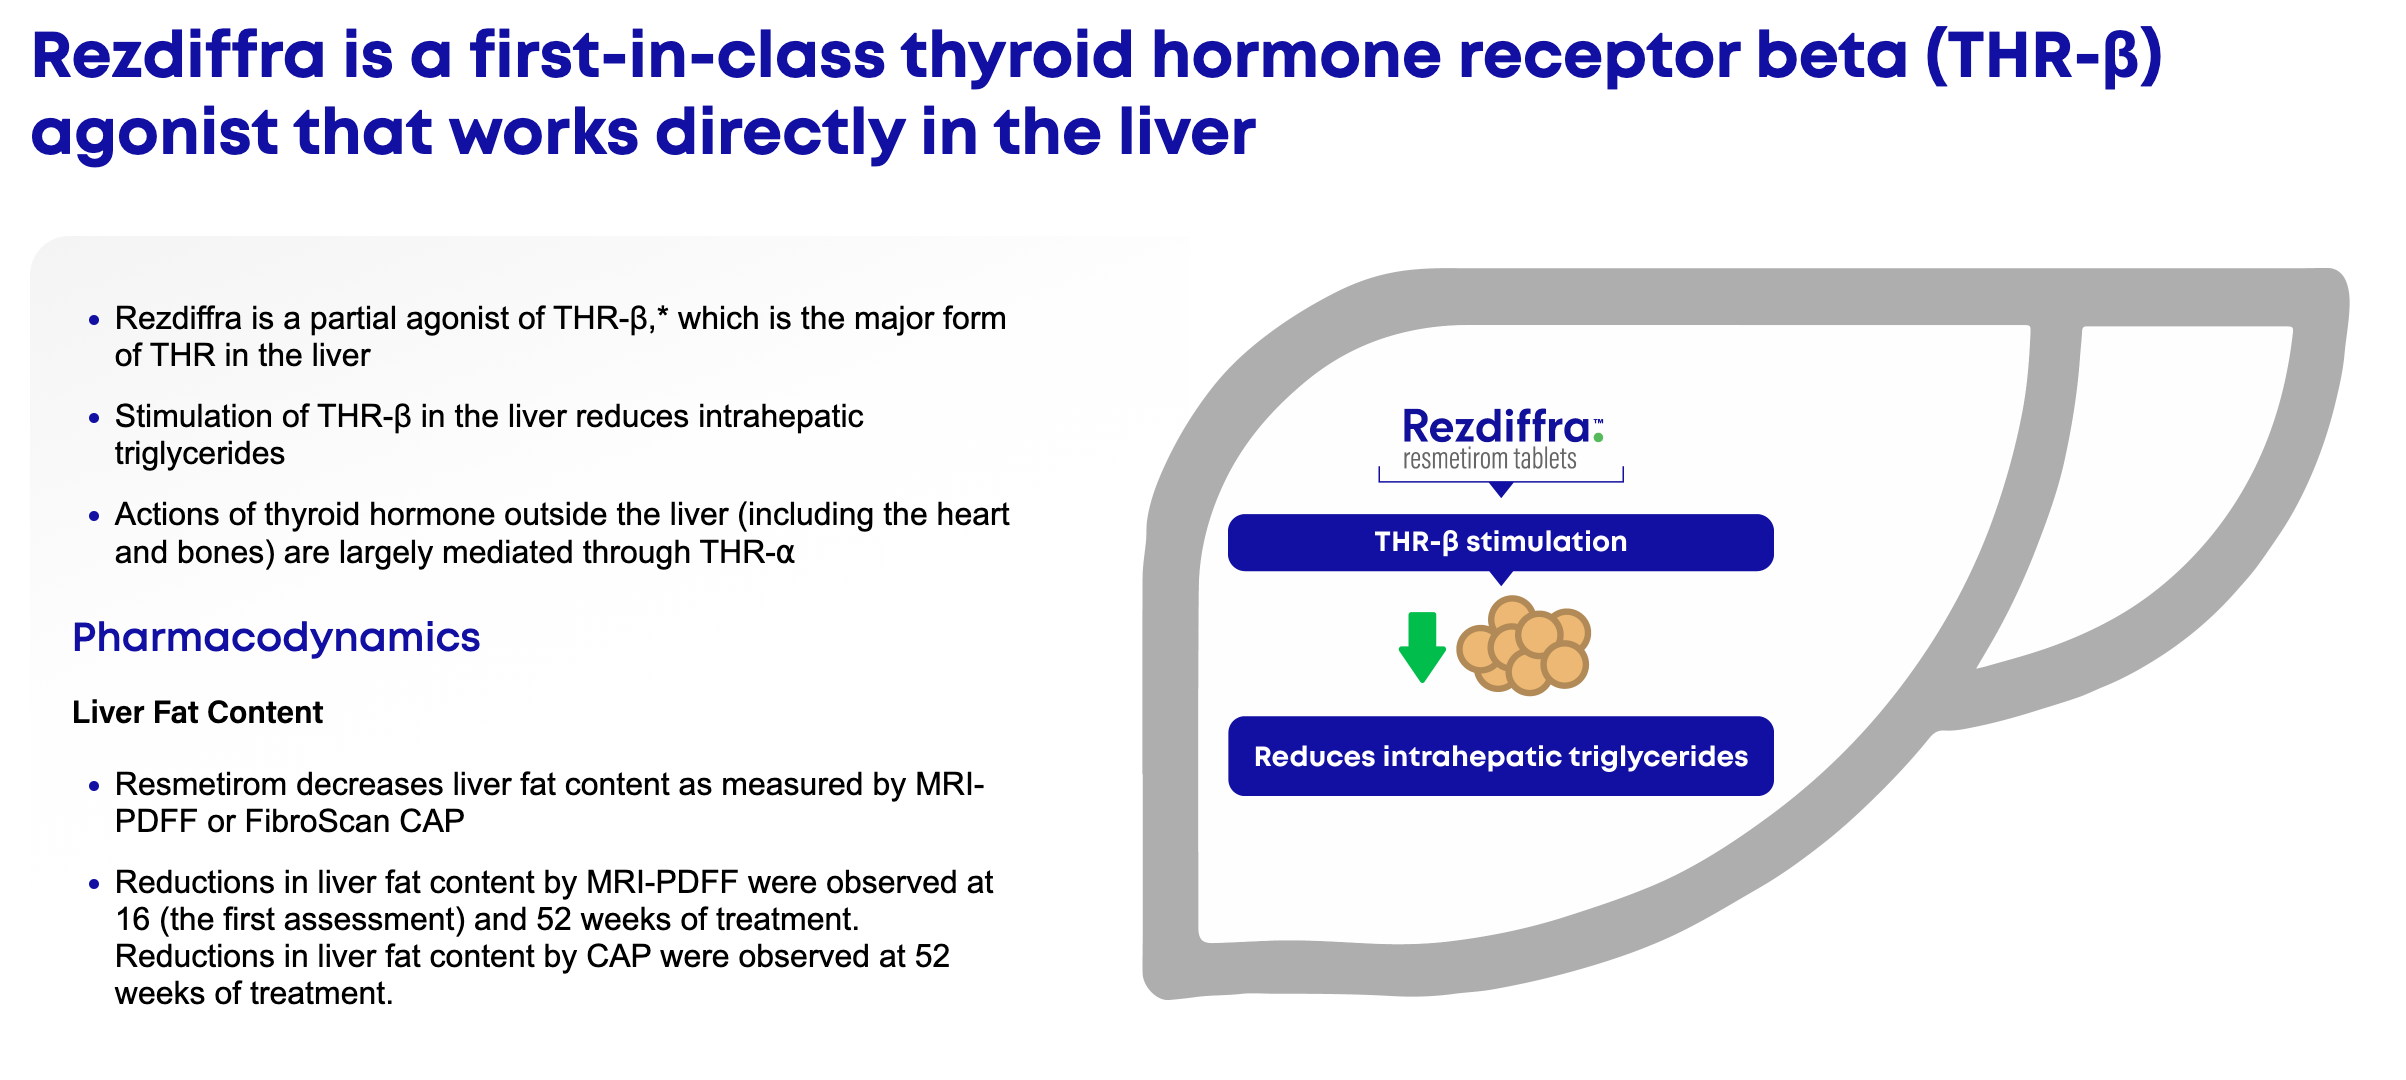 Rezdiffra is a first-in-class thyroid hormone receptor beta (THR-β)
agonist that works directly in the liver
• Rezdiffra is a partial agonist of THR-β,* which is the major form
of THR in the liver
• Stimulation of THR-β in the liver reduces intrahepatic
triglycerides
• Actions of thyroid hormone outside the liver (including the heart
and bones) are largely mediated through THR-α
Pharmacodynamics
Liver Fat Content
• Resmetirom decreases liver fat content as measured by MRI-
PDFF or FibroScan CAP
• Reductions in liver fat content by MRI-PDFF were observed at
16 (the first assessment) and 52 weeks of treatment.
Reductions in liver fat content by CAP were observed at 52
weeks of treatment.
Rezdiffra™
resmetirom tablets
THR-β stimulation
Reduces intrahepatic triglycerides